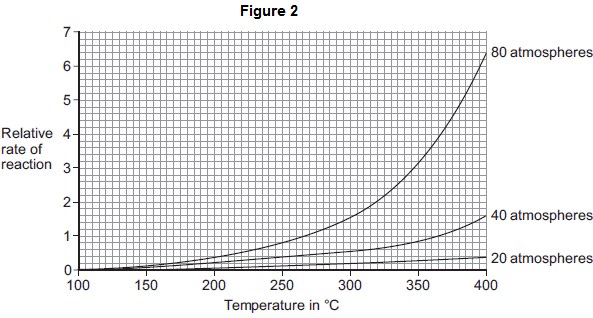 Figure 2
7
6
5
4
3
2
1
0
Relative
rate of
reaction
80 atmospheres
40 atmospheres
20 atmospheres
100 150 200 250 300 350 400
Temperature in °C